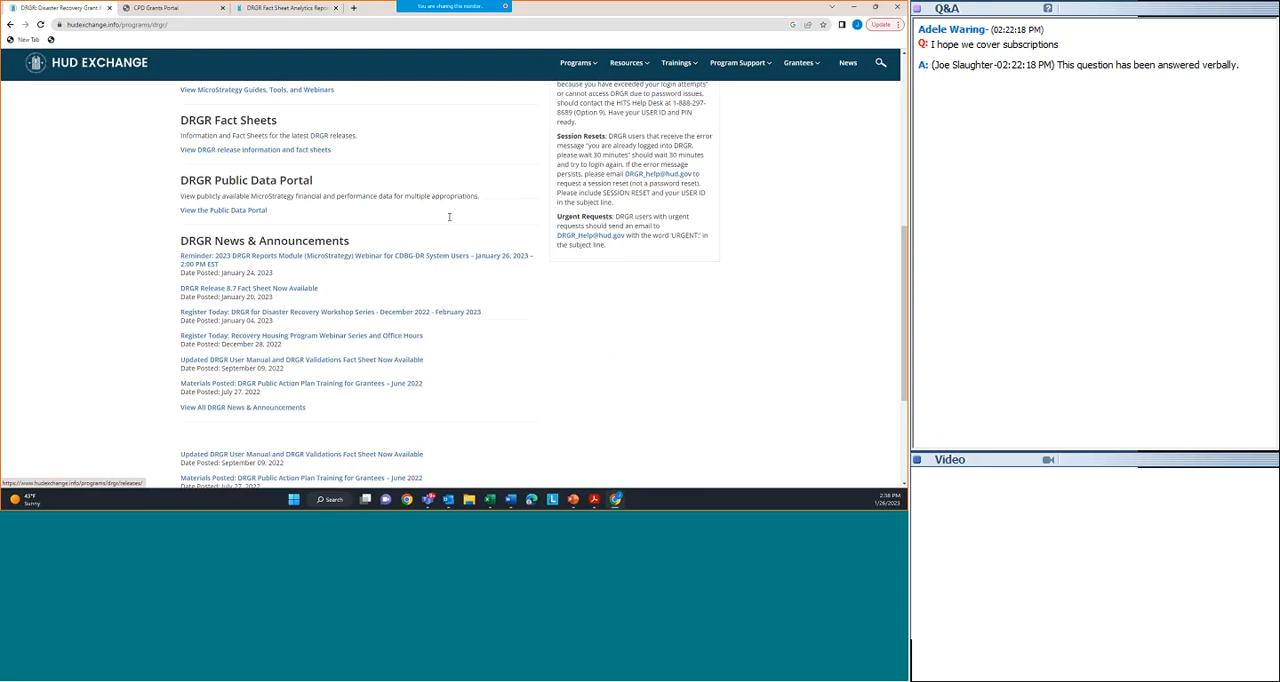 DRGR: Disaster Recovery Grant
CPD Grants Portal
DRGR Fact Sheet Analytics Repo
You are sharing this monitor.
hudexchange.info/programs/drgr/
Update
New Tab
HUD EXCHANGE
Programs
Resources
Trainings
Program Support
Grantees
News
View MicroStrategy Guides, Tools, and Webinars
DRGR Fact Sheets
Information and Fact Sheets for the latest DRGR releases.
View DRGR release information and fact sheets
DRGR Public Data Portal
View publicly available MicroStrategy financial and performance data for multiple appropriations.
View the Public Data Portal
DRGR News & Announcements
Reminder: 2023 DRGR Reports Module (MicroStrategy) Webinar for CDBG-DR System Users – January 26, 2023 –
2:00 PM EST
Date Posted: January 24, 2023
DRGR Release 8.7 Fact Sheet Now Available
Date Posted: January 20, 2023
Register Today: DRGR for Disaster Recovery Workshop Series - December 2022 - February 2023
Date Posted: January 04, 2023
Register Today: Recovery Housing Program Webinar Series and Office Hours
Date Posted: December 28, 2022
Updated DRGR User Manual and DRGR Validations Fact Sheet Now Available
Date Posted: September 09, 2022
Materials Posted: DRGR Public Action Plan Training for Grantees – June 2022
Date Posted: July 27, 2022
View All DRGR News & Announcements
Updated DRGR User Manual and DRGR Validations Fact Sheet Now Available
Date Posted: September 09, 2022
Materials Posted: DRGR Public Action Plan Training for Grantees – June 2022
because you have exceeded your login attempts"
or cannot access DRGR due to password issues,
should contact the HITS Help Desk at 1-888-297-
8689 (Option 9). Have your USER ID and PIN
ready.
Session Resets: DRGR users that receive the error
message "you are already logged into DRGR,
please wait 30 minutes" should wait 30 minutes
and try to login again. If the error message
persists, please email DRGR_help@hud.gov to
request a session reset (not a password reset).
Please include SESSION RESET and your USER ID
in the subject line.
Urgent Requests: DRGR users with urgent
requests should send an email to
DRGR_Help@hud.gov with the word 'URGENT:' in
the subject line.
https://www.hudexchange.info/programs/drgr/releases/
43°F
Sunny
Search
2:38 PM
1/26/2023
Q&A
Adele Waring- (02:22:18 PM)
Q: I hope we cover subscriptions
A: (Joe Slaughter-02:22:18 PM) This question has been answered verbally.
Video